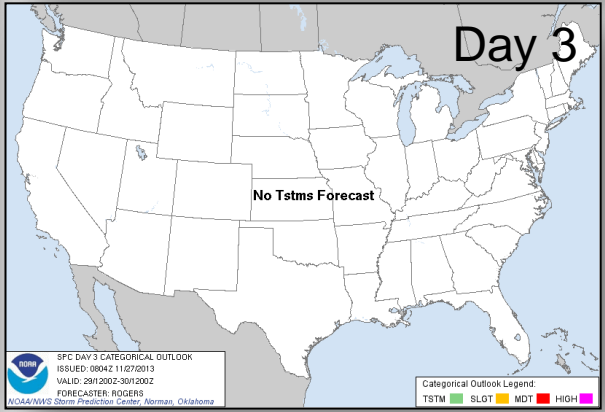 Day 3
No Tstms Forecast
NOAA
SPC DAY 3 CATEGORICAL OUTLOOK
ISSUED: 0804Z 11/27/2013
VALID: 29/1200Z-30/1200Z
FORECASTER: ROGERS
NOAA/NWS Storm Prediction Center, Norman, Oklahoma
Categorical Outlook Legend:
TSTM SLGT MDT HIGH